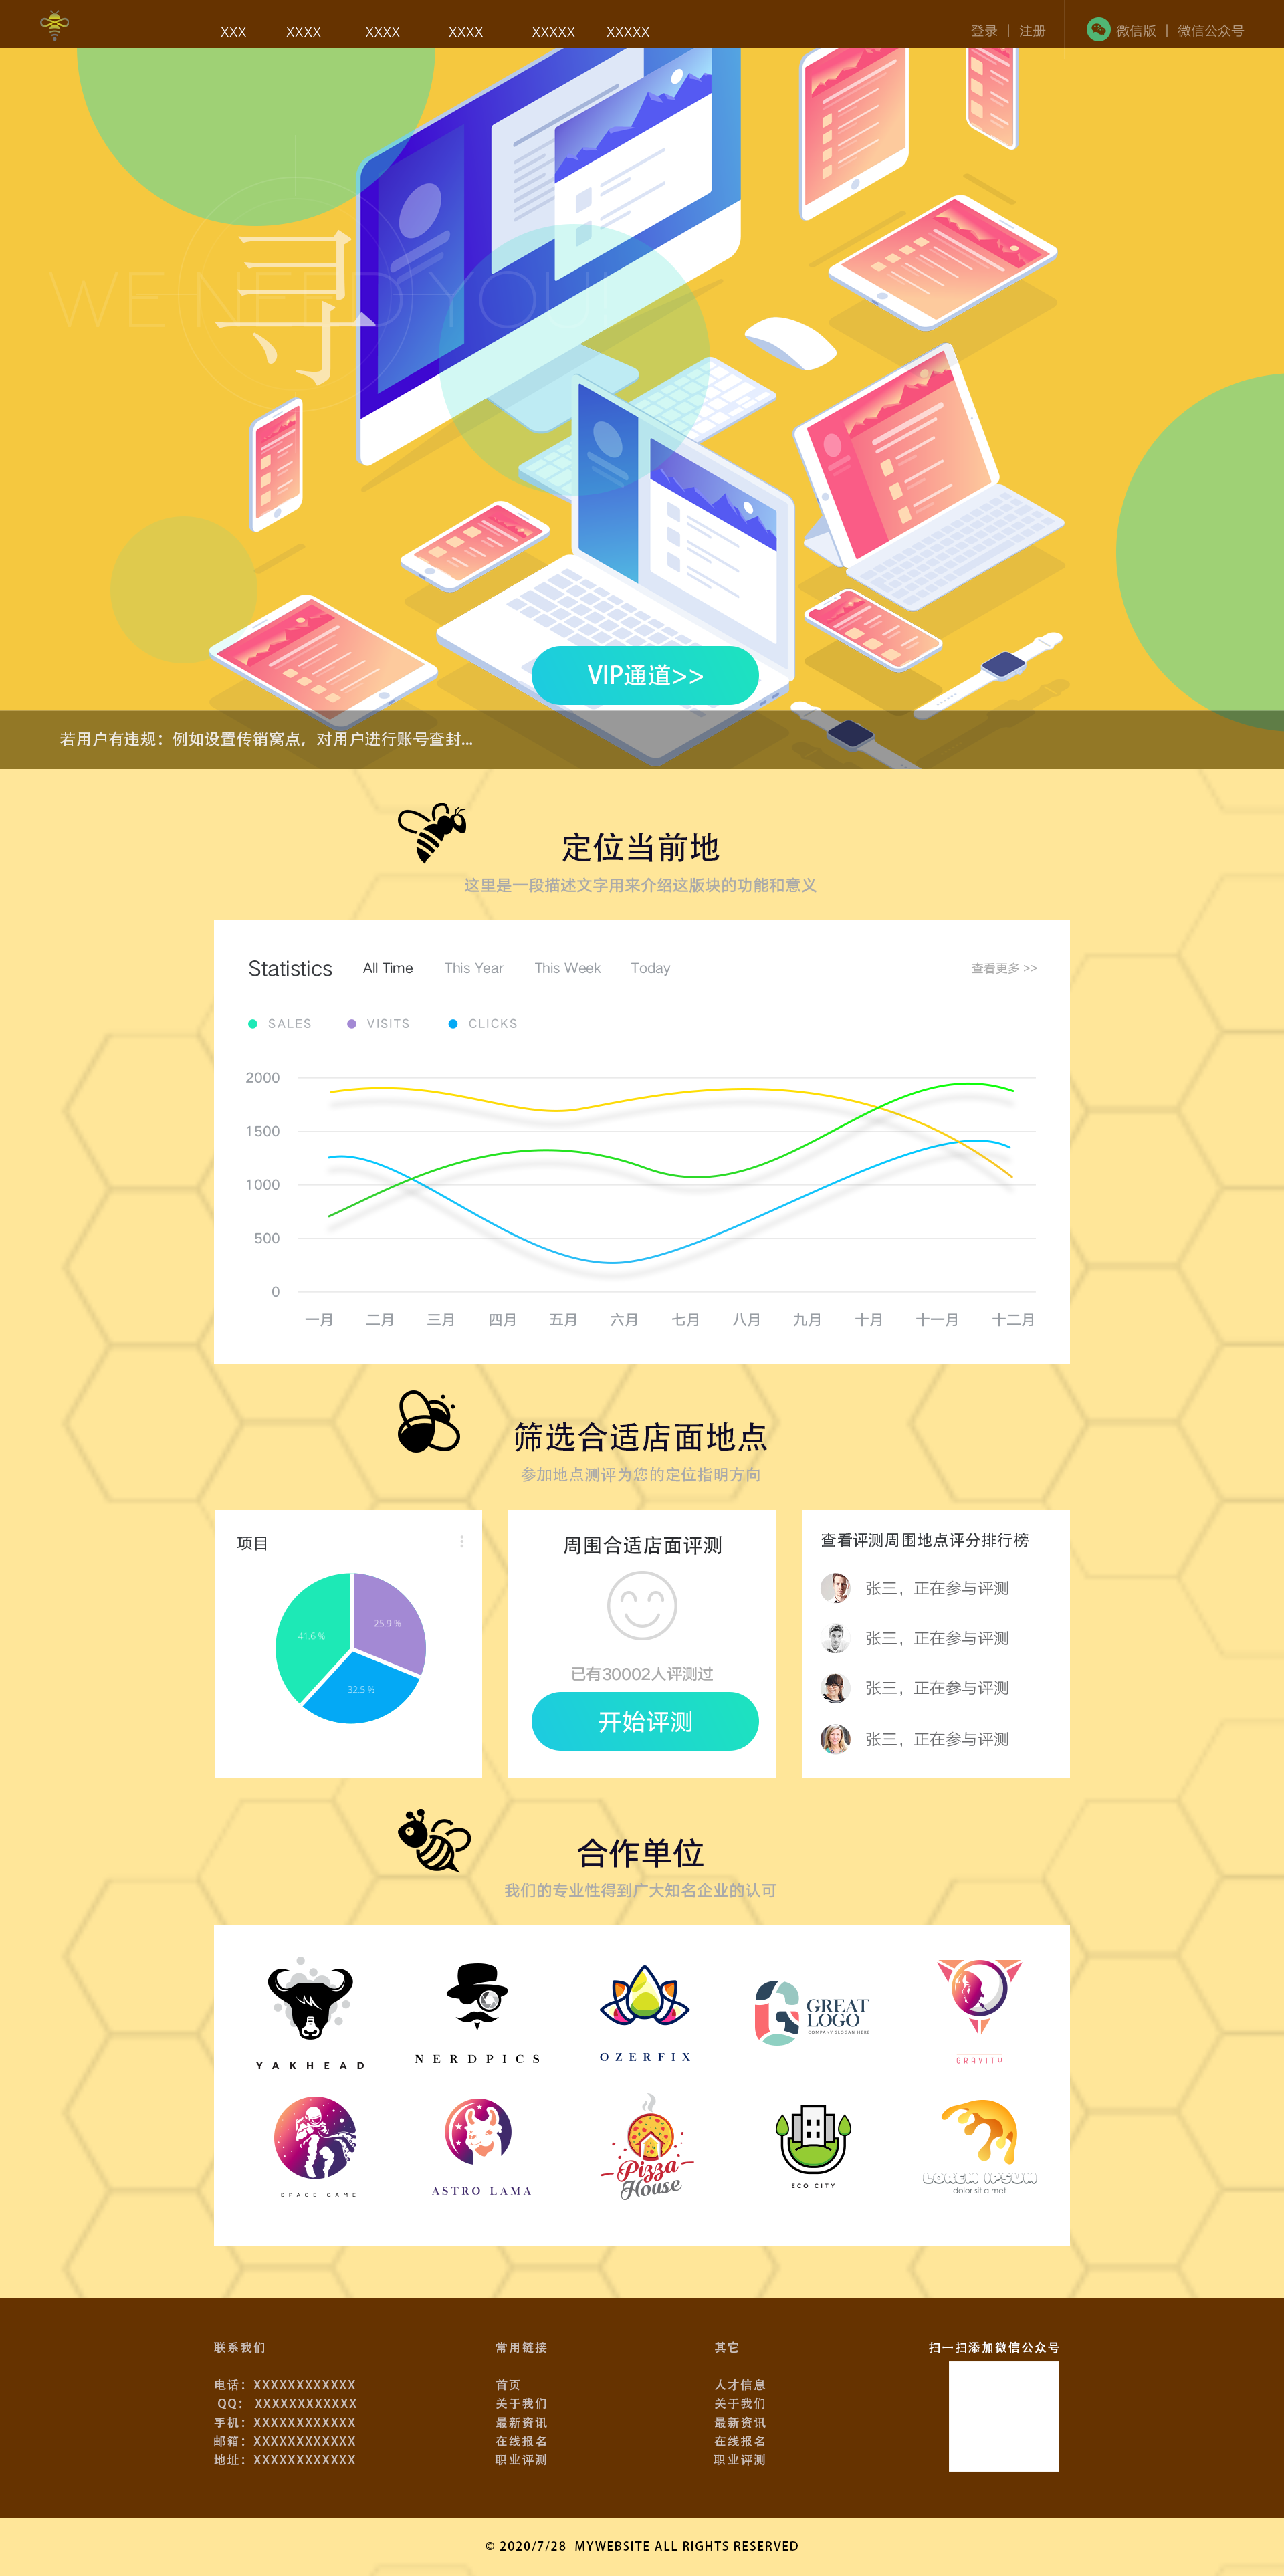 XXX XXXX XXXX XXXX XXXXX XXXXX 登录 | 注册 微信版 | 微信公众号
寻
WE NEED YOU!
VIP通道>>
若用户有违规：例如设置传销窝点，对用户进行账号查封...
定位当前地
这里是一段描述文字用来介绍这版块的功能和意义
Statistics All Time This Year This Week Today 查看更多 >>
SALES VISITS CLICKS
2000
1500
1000
500
0
一月 二月 三月 四月 五月 六月 七月 八月 九月 十月 十一月 十二月
筛选合适店面地点
参加地点测评为您的定位指明方向
项目
25.9 %
41.6 %
32.5 %
周围合适店面评测
已有30002人评测过
开始评测
查看评测周围地点评分排行榜
张三，正在参与评测
张三，正在参与评测
张三，正在参与评测
张三，正在参与评测
合作单位
我们的专业性得到广大知名企业的认可
YAKHEAD
NERDPICS
OZERFIX
GREAT
LOGO
COMPANY SLOGAN HERE
GRAVITY
SPACE GAME
ASTRO LAMA
Pizza
House
ECO CITY
LOREM IPSUM
dolor sit a met
联系我们
电话：XXXXXXXXXXXX
QQ： XXXXXXXXXXXX
手机：XXXXXXXXXXXX
邮箱：XXXXXXXXXXXX
地址：XXXXXXXXXXXX
常用链接
首页
关于我们
最新资讯
在线报名
职业评测
其它
人才信息
关于我们
最新资讯
在线报名
职业评测
扫一扫添加微信公众号
© 2020/7/28 MYWEBSITE ALL RIGHTS RESERVED